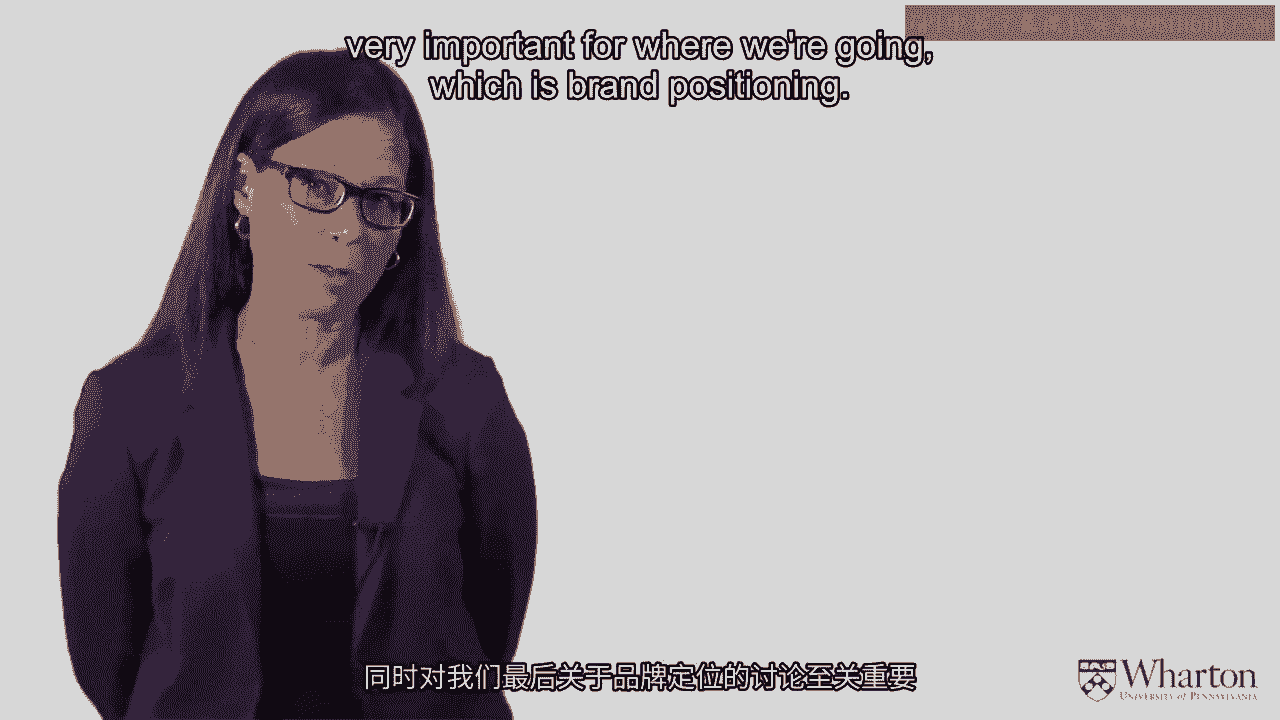 very important for where we're going,
which is brand positioning.
同时对我们最后关于品牌定位的讨论至关重要
Wharton
UNIVERSITY of PENNSYLVANIA